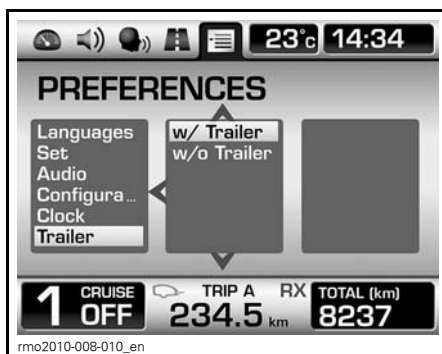 23°c 14:34
PREFERENCES
Languages
Set
Audio
Configura...
Clock
Trailer
w/ Trailer
w/o Trailer
1 CRUISE OFF
TRIP A RX
234.5 km
TOTAL (km)
8237
rmo2010-008-010_en